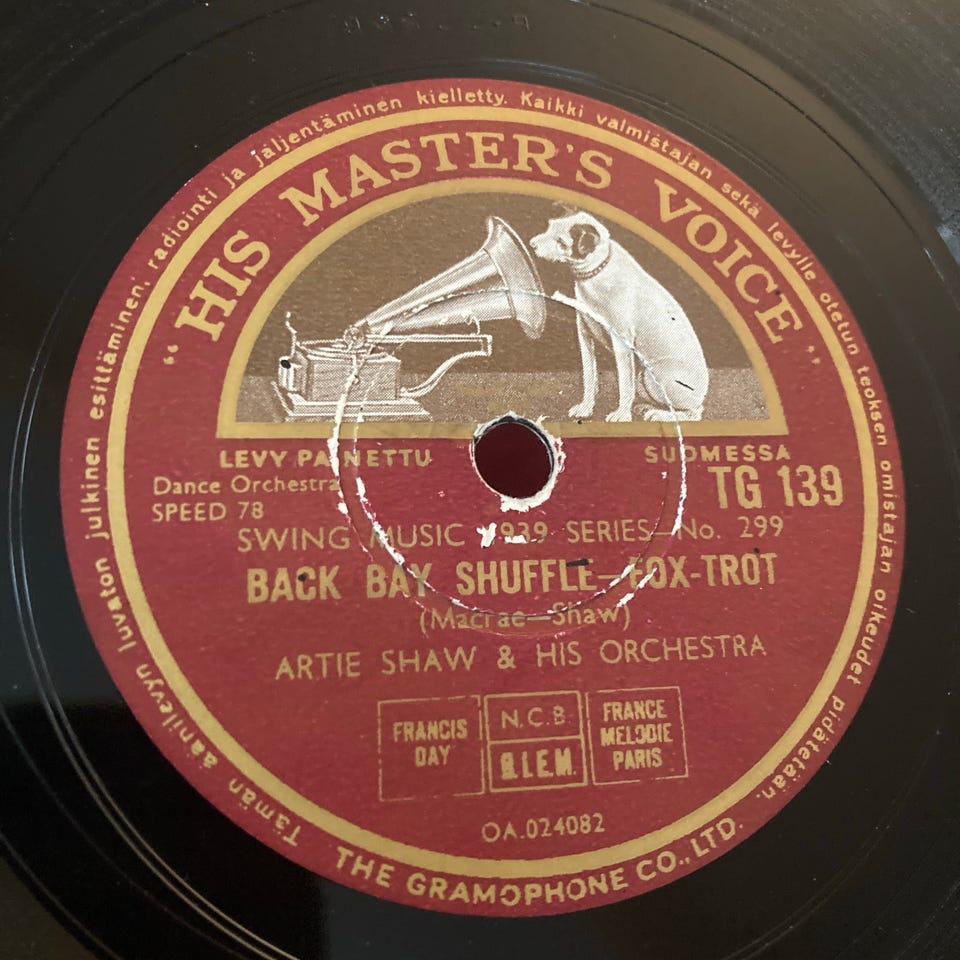 Tämän äänilevyn luvaton julkinen esittäminen, radiointi ja jäljentäminen kielletty. Kaikki valmistajan sekä levylle otetun teoksen omistajan oikeudet pidätetään.
"HIS MASTER'S VOICE"
LEVY PAINETTU SUOMESSA
Dance Orchestra TG 139
SPEED 78
SWING MUSIC 1939 SERIES—No. 299
BACK BAY SHUFFLE—FOX-TROT
(Macrae—Shaw)
ARTIE SHAW & HIS ORCHESTRA
FRANCIS DAY
N.C.B.
B.I.E.M.
FRANCE MELODIE PARIS
OA.024082
THE GRAMOPHONE CO., LTD.